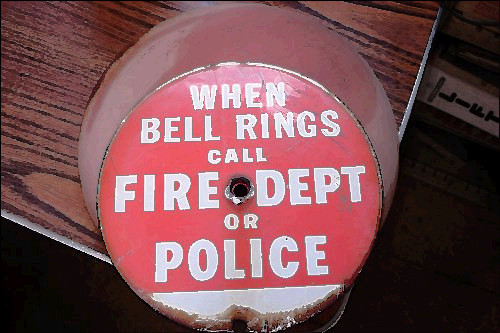 WHEN
BELL RINGS
CALL
FIRE DEPT
OR
POLICE